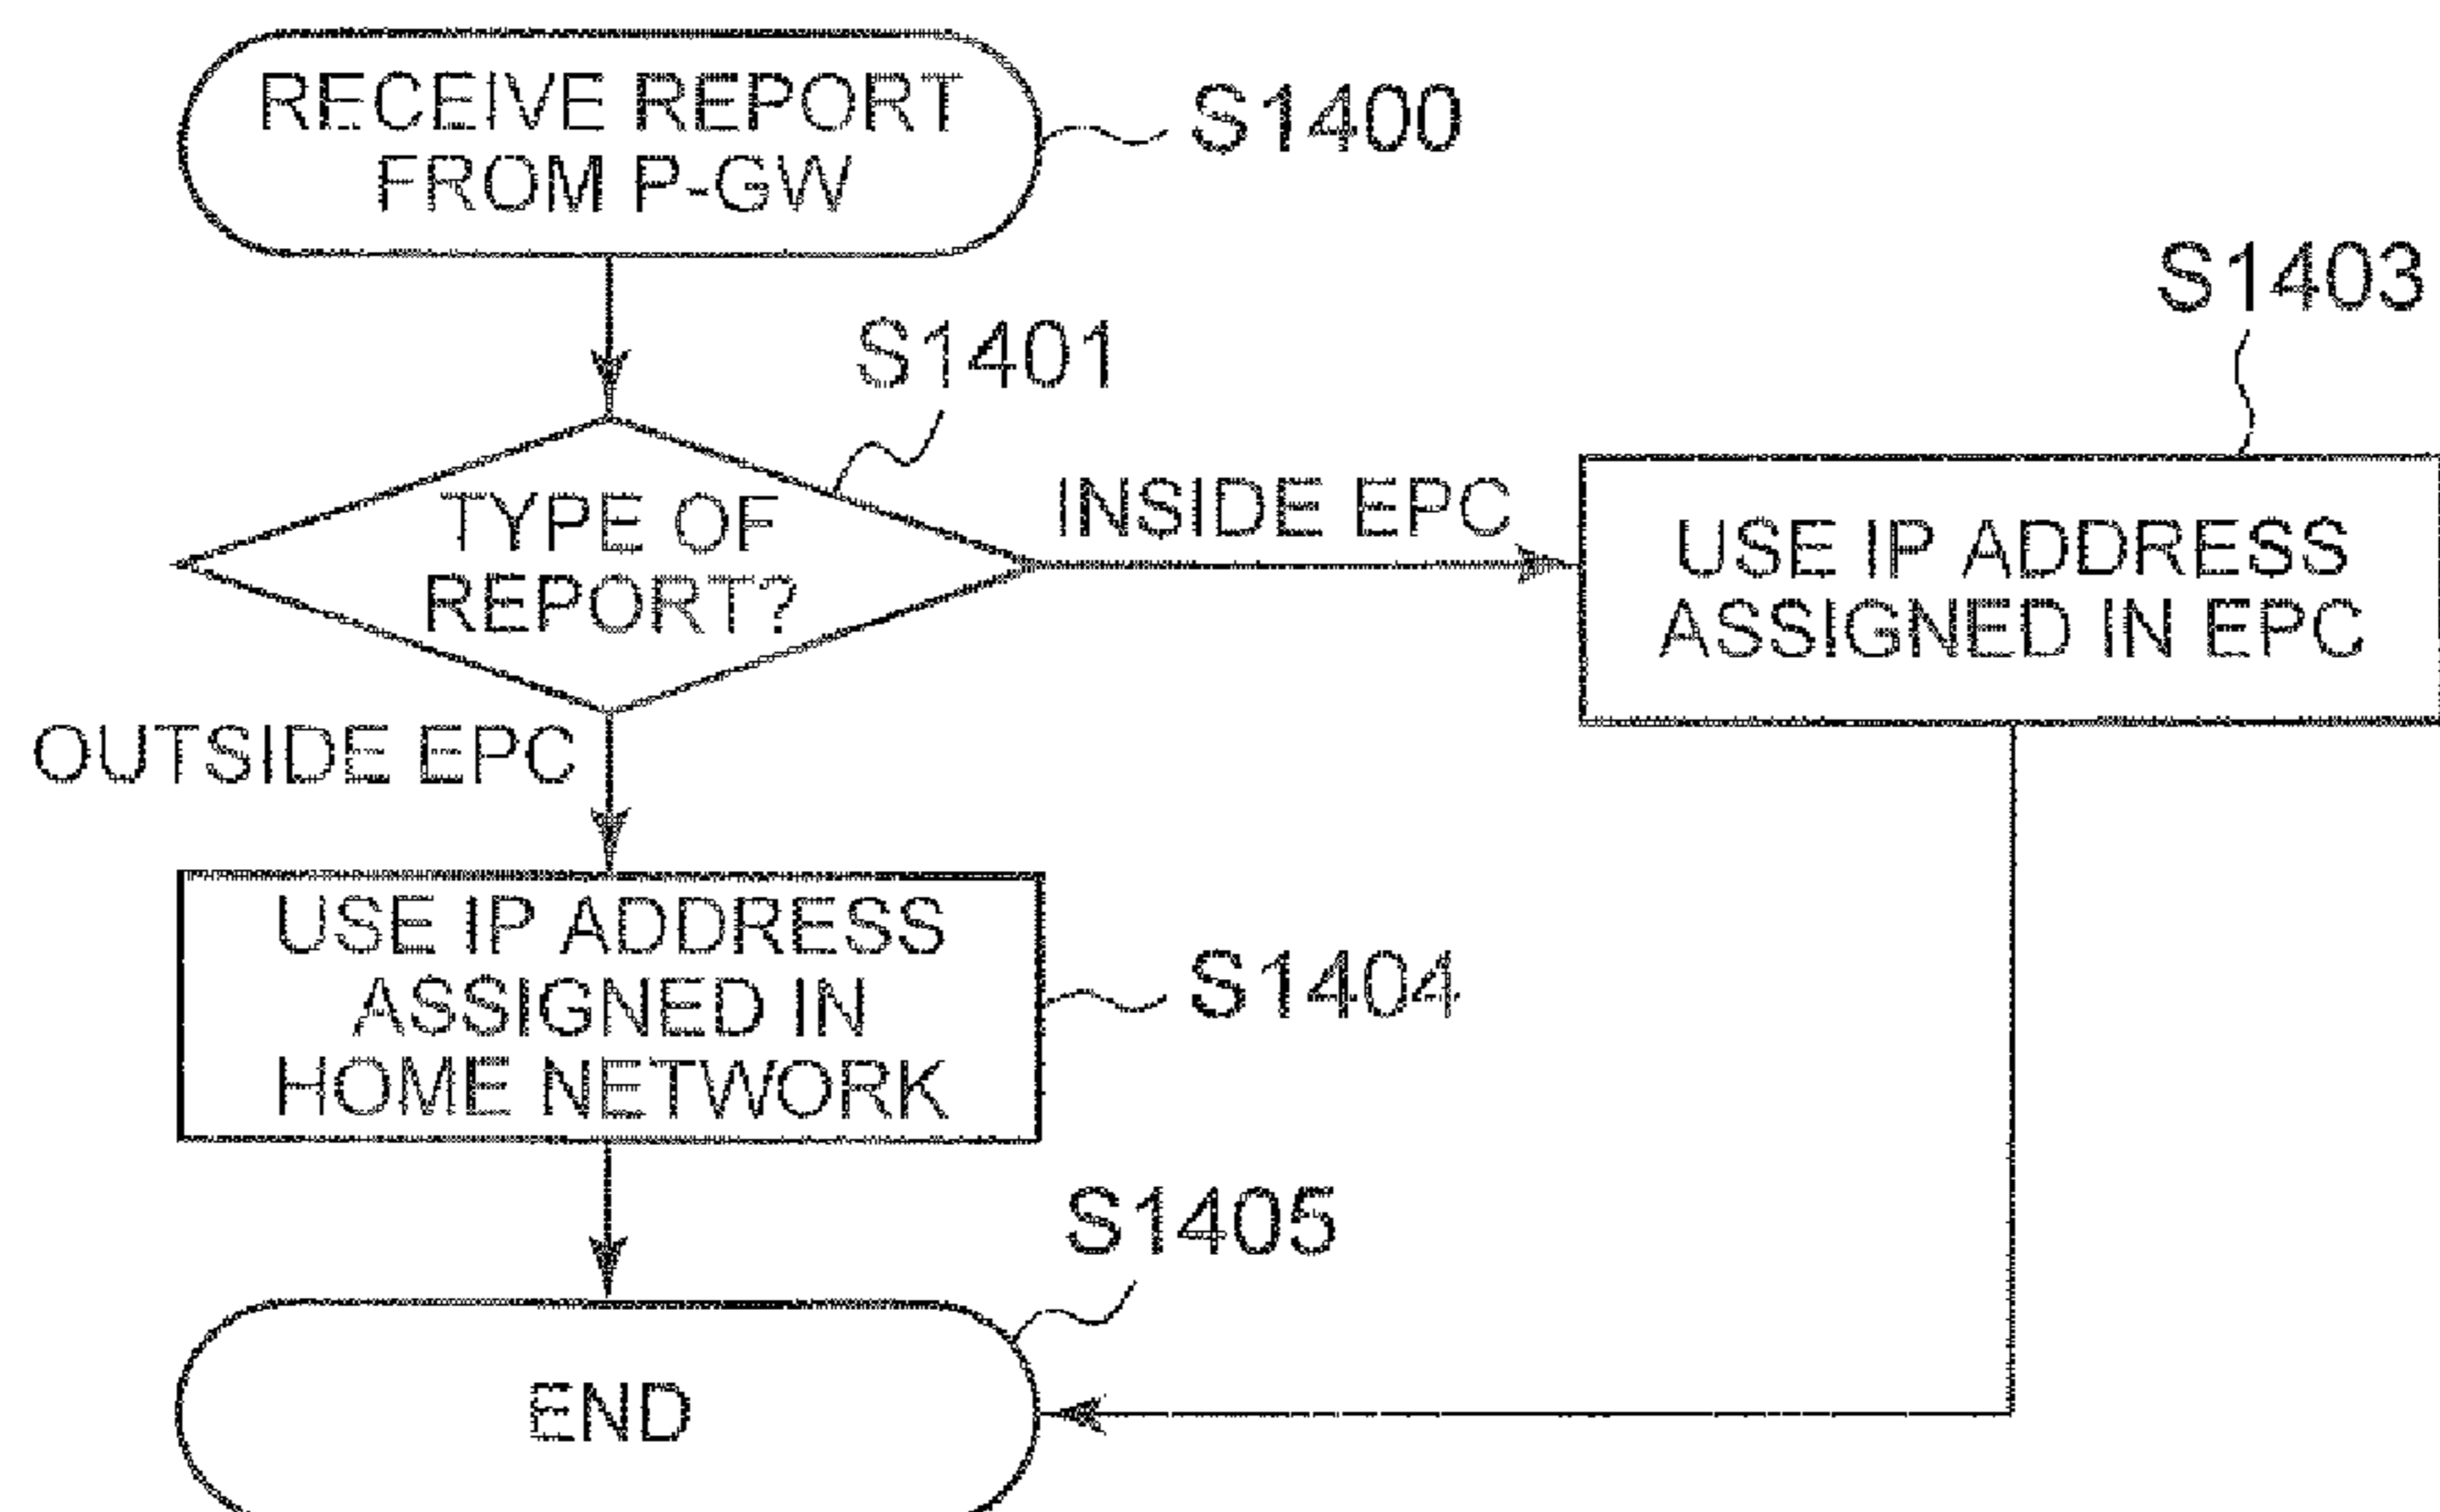 RECEIVE REPORT
FROM P-GW
S1400
S1401
S1403
TYPE OF
REPORT?
INSIDE EPC
USE IP ADDRESS
ASSIGNED IN EPC
OUTSIDE EPC
USE IP ADDRESS
ASSIGNED IN
HOME NETWORK
S1404
S1405
END